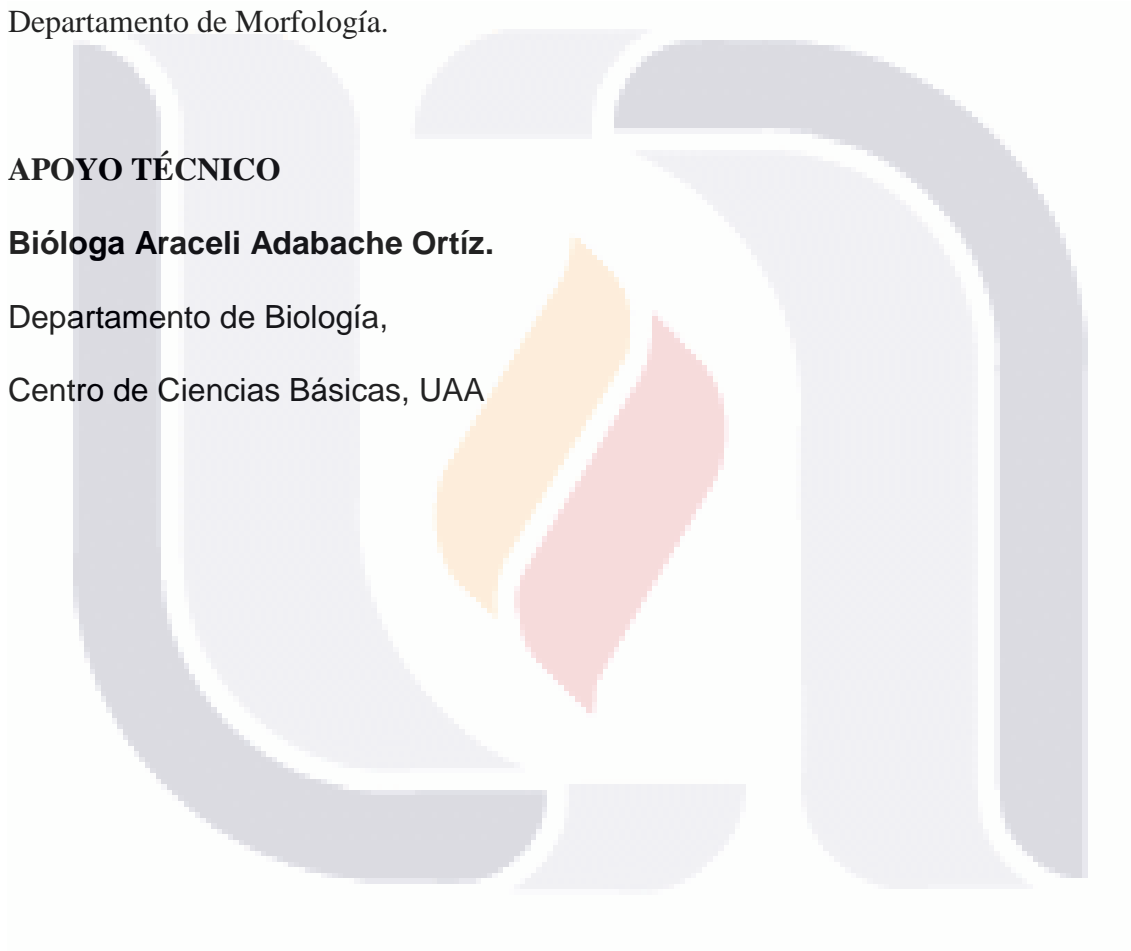 Departamento de Morfología.
APOYO TÉCNICO
Bióloga Araceli Adabache Ortíz.
Departamento de Biología,
Centro de Ciencias Básicas, UAA